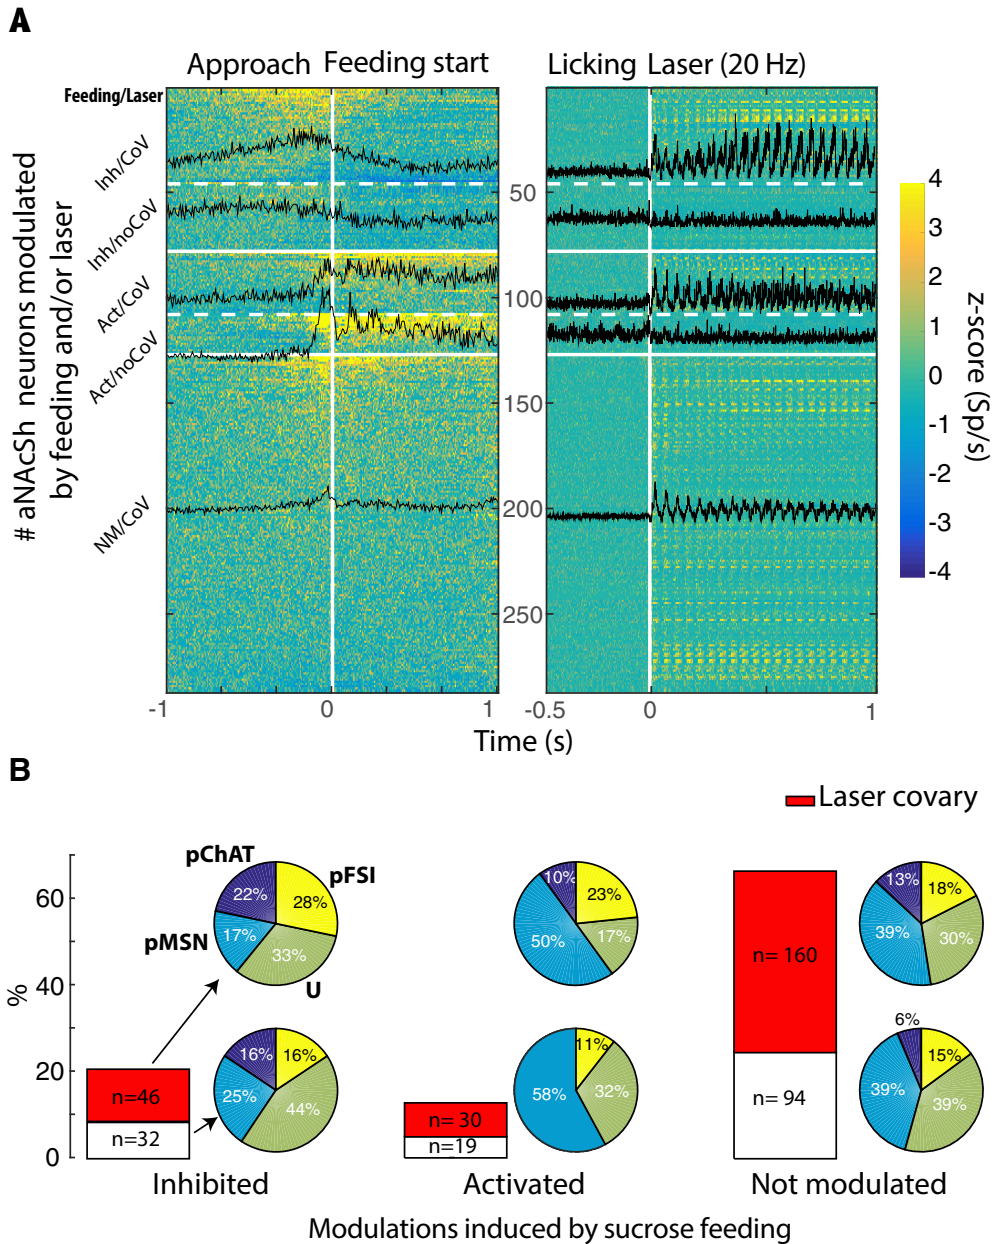 A
Approach Feeding start
Licking Laser (20 Hz)
Feeding/Laser
Inh/CoV
Inh/noCoV
Act/CoV
Act/noCoV
NM/CoV
# aNAcSh neurons modulated
by feeding and/or laser
50
100
150
200
250
-1
0
1
-0.5
0
1
Time (s)
4
3
2
1
0
-1
-2
-3
-4
z-score (Sp/s)
B
Laser covary
%
60
40
20
0
pChAT
pFSI
pMSN
U
22%
28%
17%
33%
16%
16%
25%
44%
n=46
n=32
Inhibited
10%
23%
50%
17%
11%
58%
32%
n= 30
n=19
Activated
n= 160
n= 94
13%
18%
39%
30%
6%
15%
39%
39%
Not modulated
Modulations induced by sucrose feeding